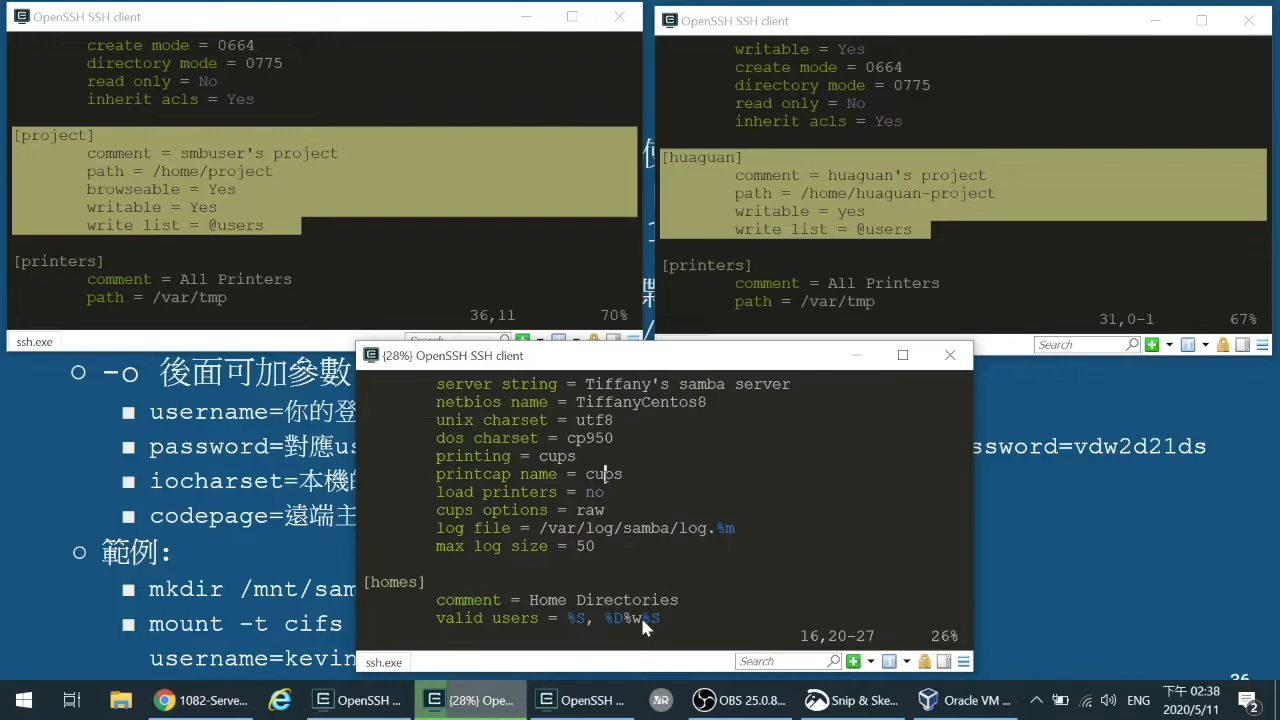 OpenSSH SSH client
create mode = 0664
directory mode = 0775
read only = No
inherit acls = Yes
[project]
comment = smbuser's project
path = /home/project
browseable = Yes
writable = Yes
write list = @users
[printers]
comment = All Printers
path = /var/tmp
36,11 70%
ssh.exe
Search
OpenSSH SSH client
writable = Yes
create mode = 0664
directory mode = 0775
read only = No
inherit acls = Yes
[huaguan]
comment = huaguan's project
path = /home/huaguan-project
writable = yes
write list = @users
[printers]
comment = All Printers
path = /var/tmp
31,0-1 67%
Search
{28%} OpenSSH SSH client
server string = Tiffany's samba server
netbios name = TiffanyCentos8
unix charset = utf8
dos charset = cp950
printing = cups
printcap name = cups
load printers = no
cups options = raw
log file = /var/log/samba/log.%m
max log size = 50
[homes]
comment = Home Directories
valid users = %S, %D%w%S
16,20-27 26%
ssh.exe
Search
-o 後面可加參數
username=你的登
password=對應us
ssword=vdw2d21ds
iocharset=本機的
codepage=遠端主
範例:
mkdir /mnt/sam
mount -t cifs
username=kevin
36
1082-Serve...
OpenSSH ...
{28%} Ope...
OpenSSH ...
OBS 25.0.8...
Snip & Ske...
Oracle VM ...
ENG
下午 02:38
2020/5/11
2